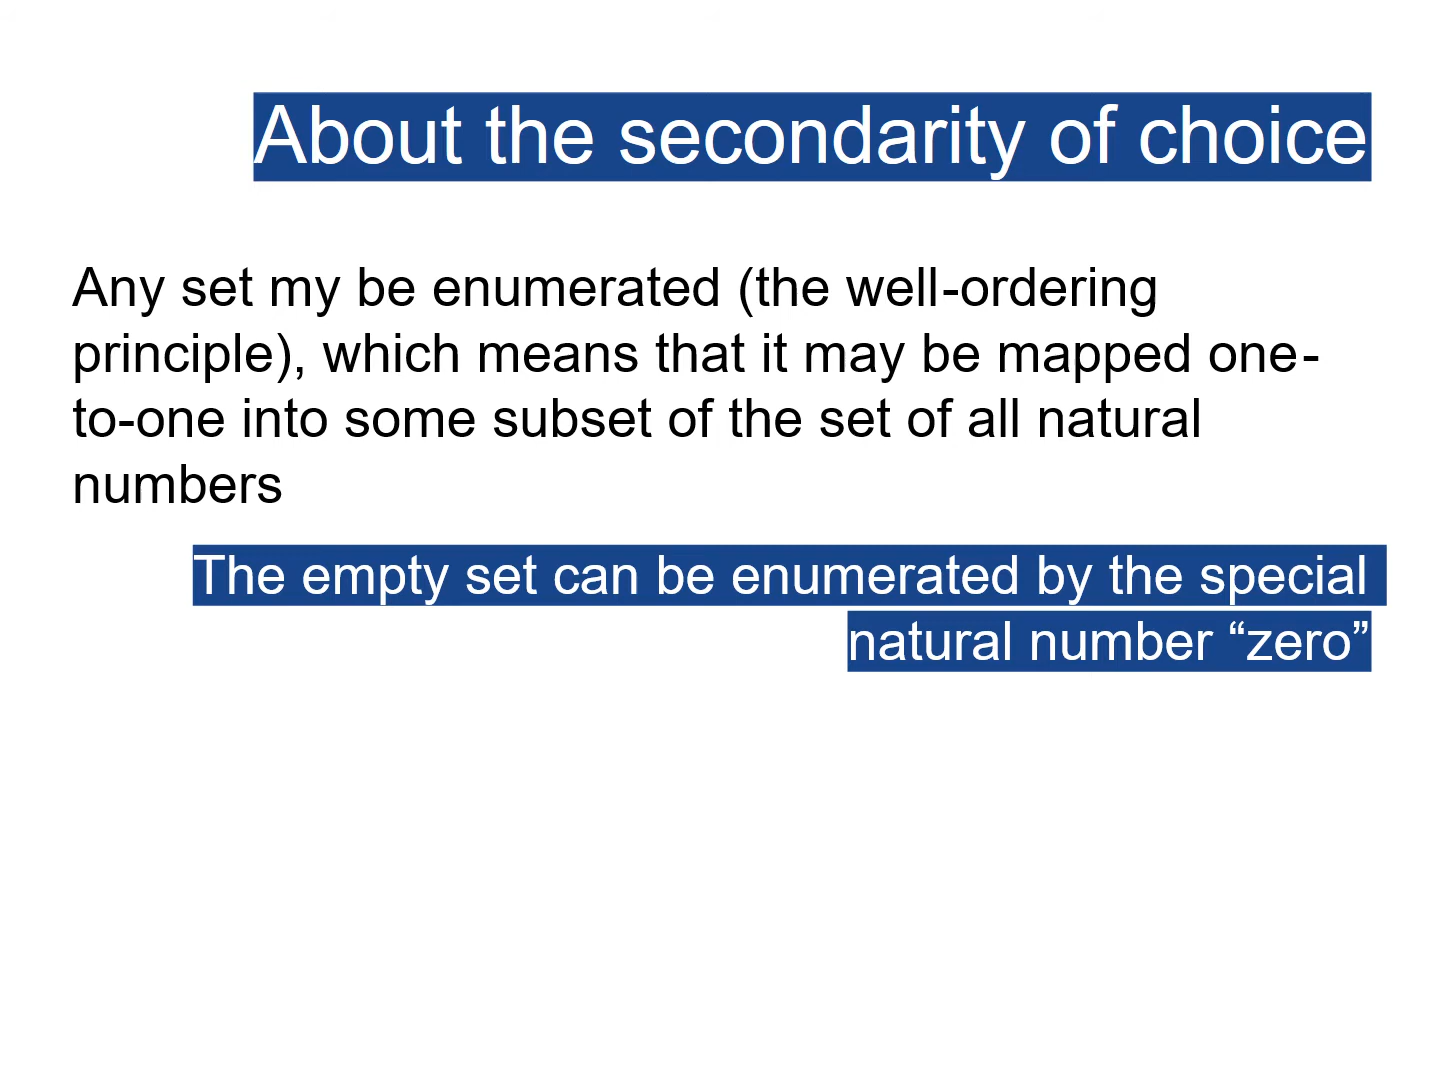 About the secondarity of choice
Any set my be enumerated (the well-ordering
principle), which means that it may be mapped one-
to-one into some subset of the set of all natural
numbers
The empty set can be enumerated by the special
natural number “zero”